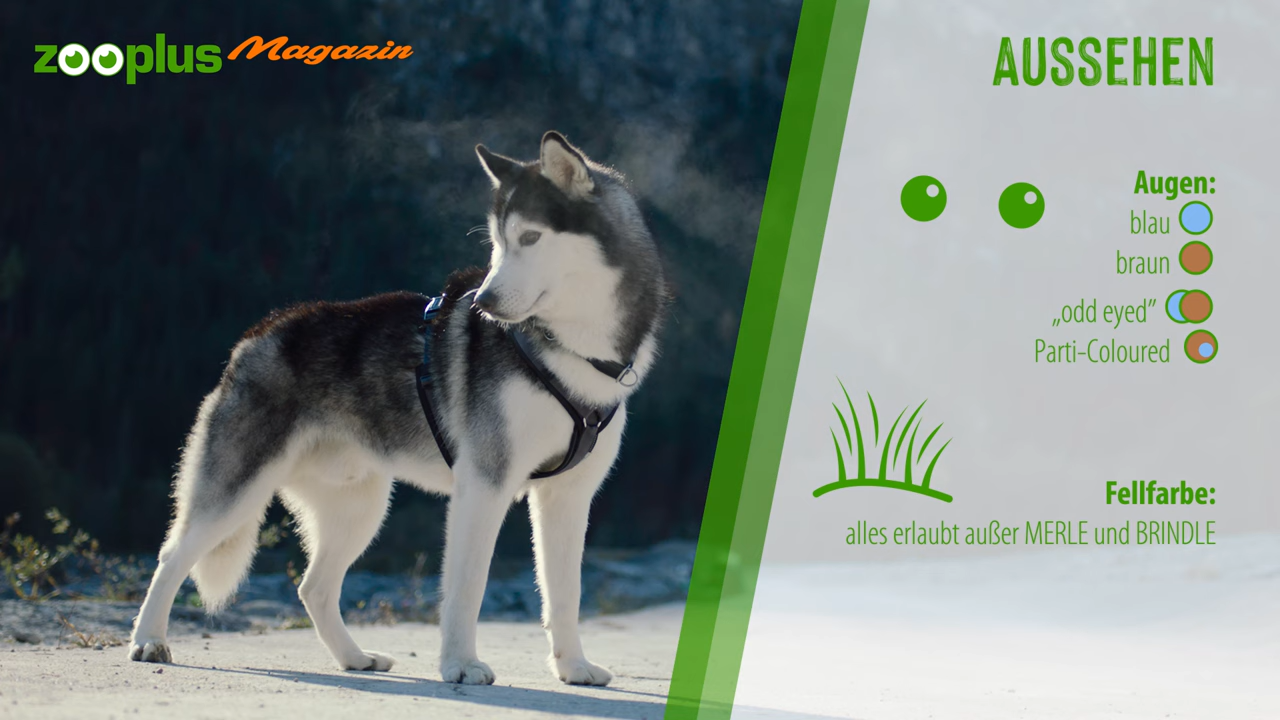 zooplus Magazin
AUSSEHEN
Augen:
blau
braun
„odd eyed”
Parti-Coloured
Fellfarbe:
alles erlaubt außer MERLE und BRINDLE